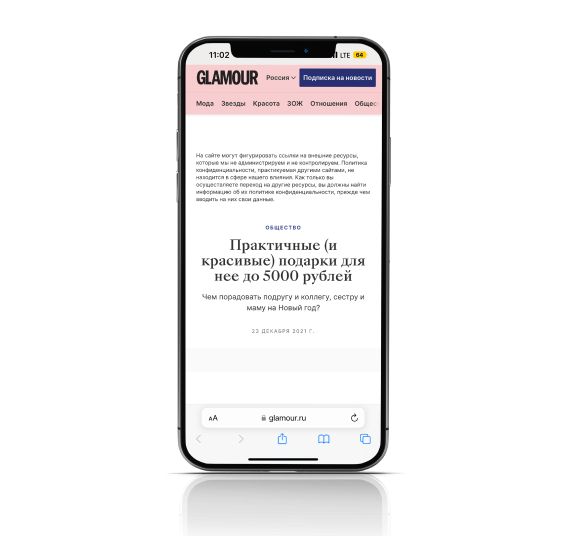 11:02
LTE 64
GLAMOUR Россия Подписка на новости
Мода Звезды Красота ЗОЖ Отношения Общес
На сайте могут фигурировать ссылки на внешние ресурсы,
которые мы не администрируем и не контролируем. Политика
конфиденциальности, практикуемая другими сайтами, не
находится в сфере нашего влияния. Как только вы
осуществляете переход на другие ресурсы, вы должны найти
информацию об их политике конфиденциальности, прежде чем
вводить на них свои данные.
ОБЩЕСТВО
Практичные (и
красивые) подарки для
нее до 5000 рублей
Чем порадовать подругу и коллегу, сестру и
маму на Новый год?
23 ДЕКАБРЯ 2021 Г.
AA glamour.ru